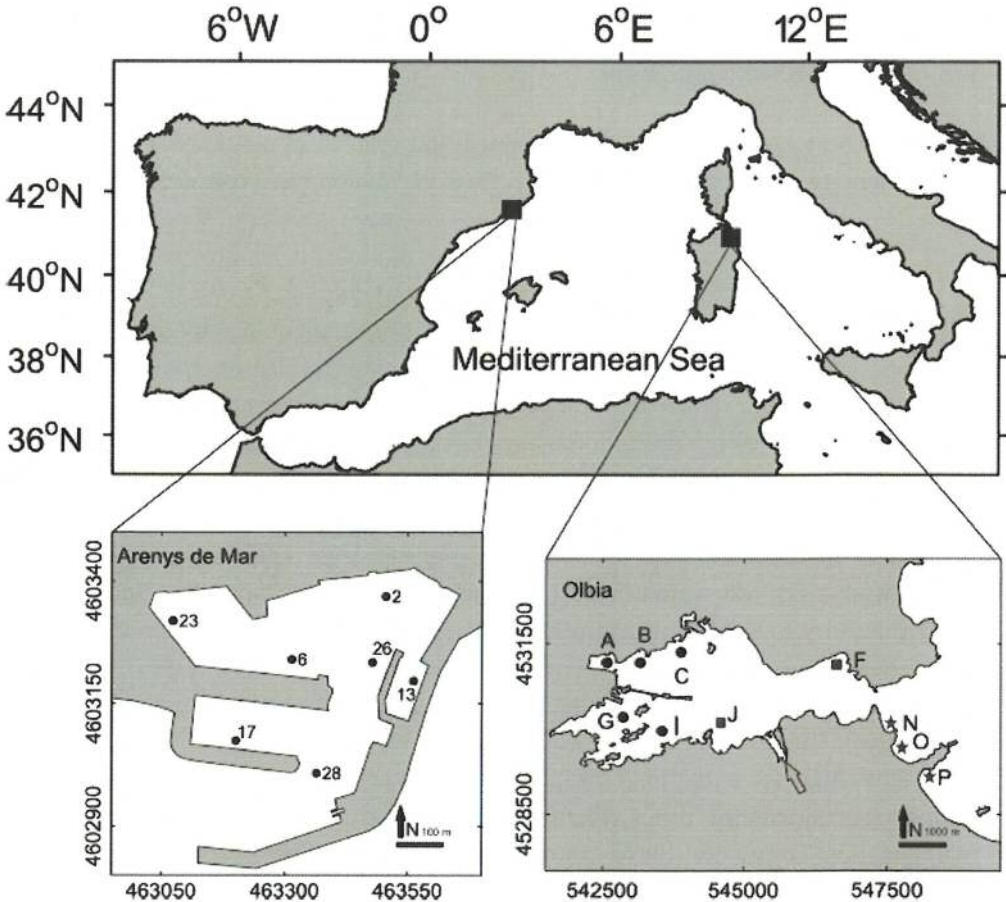 6°W 0° 6°E 12°E
44°N
42°N
40°N
38°N
36°N
Mediterranean Sea
Arenys de Mar
4603400
4603150
4602900
2
23
6
26
13
17
28
N 100 m
463050 463300 463550
Olbia
4531500
4528500
A
B
C
F
G
I
J
N
O
P
N 1000 m
542500 545000 547500